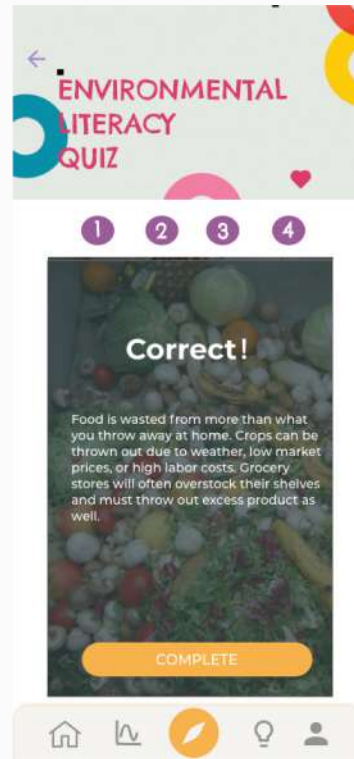 ENVIRONMENTAL
LITERACY
QUIZ
1 2 3 4
Correct!
Food is wasted from more than what
you throw away at home. Crops can be
thrown out due to weather, low market
prices, or high labor costs. Grocery
stores will often overstock their shelves
and must throw out excess product as
well.
COMPLETE